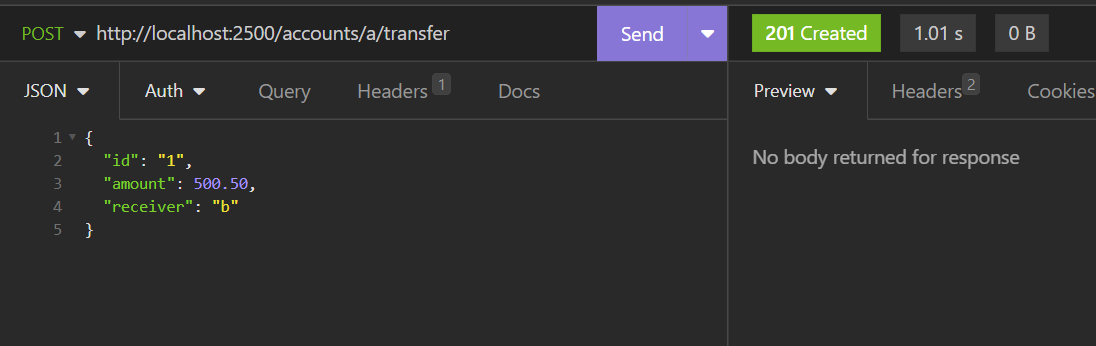 POST http://localhost:2500/accounts/a/transfer Send 201 Created 1.01 s 0 B
JSON Auth Query Headers 1 Docs Preview Headers 2 Cookies
1 {
2 "id": "1",
3 "amount": 500.50,
4 "receiver": "b"
5 }
No body returned for response